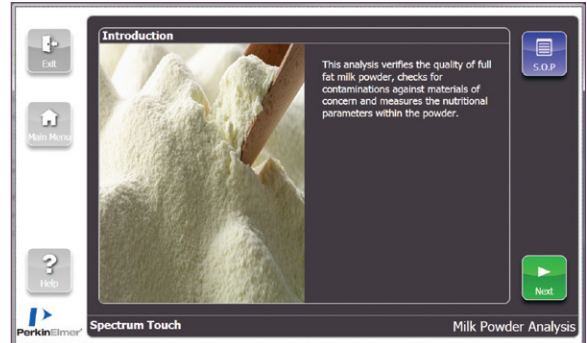 Introduction
Exit
This analysis verifies the quality of full
fat milk powder, checks for
contaminations against materials of
concern and measures the nutritional
parameters within the powder.
S.O.P
Main Menu
?
Help
Next
PerkinElmer
Spectrum Touch
Milk Powder Analysis